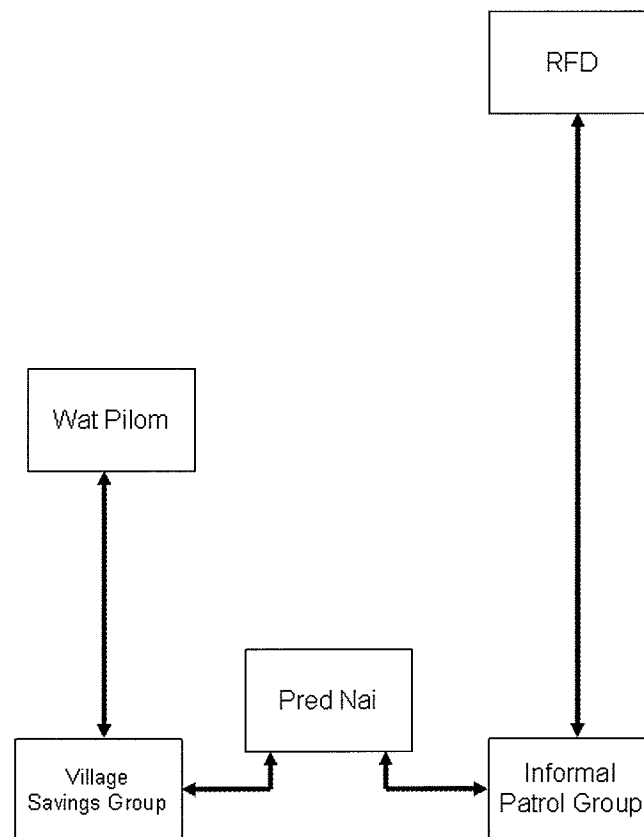 RFD
Wat Pilom
Pred Nai
Village
Savings Group
Informal
Patrol Group